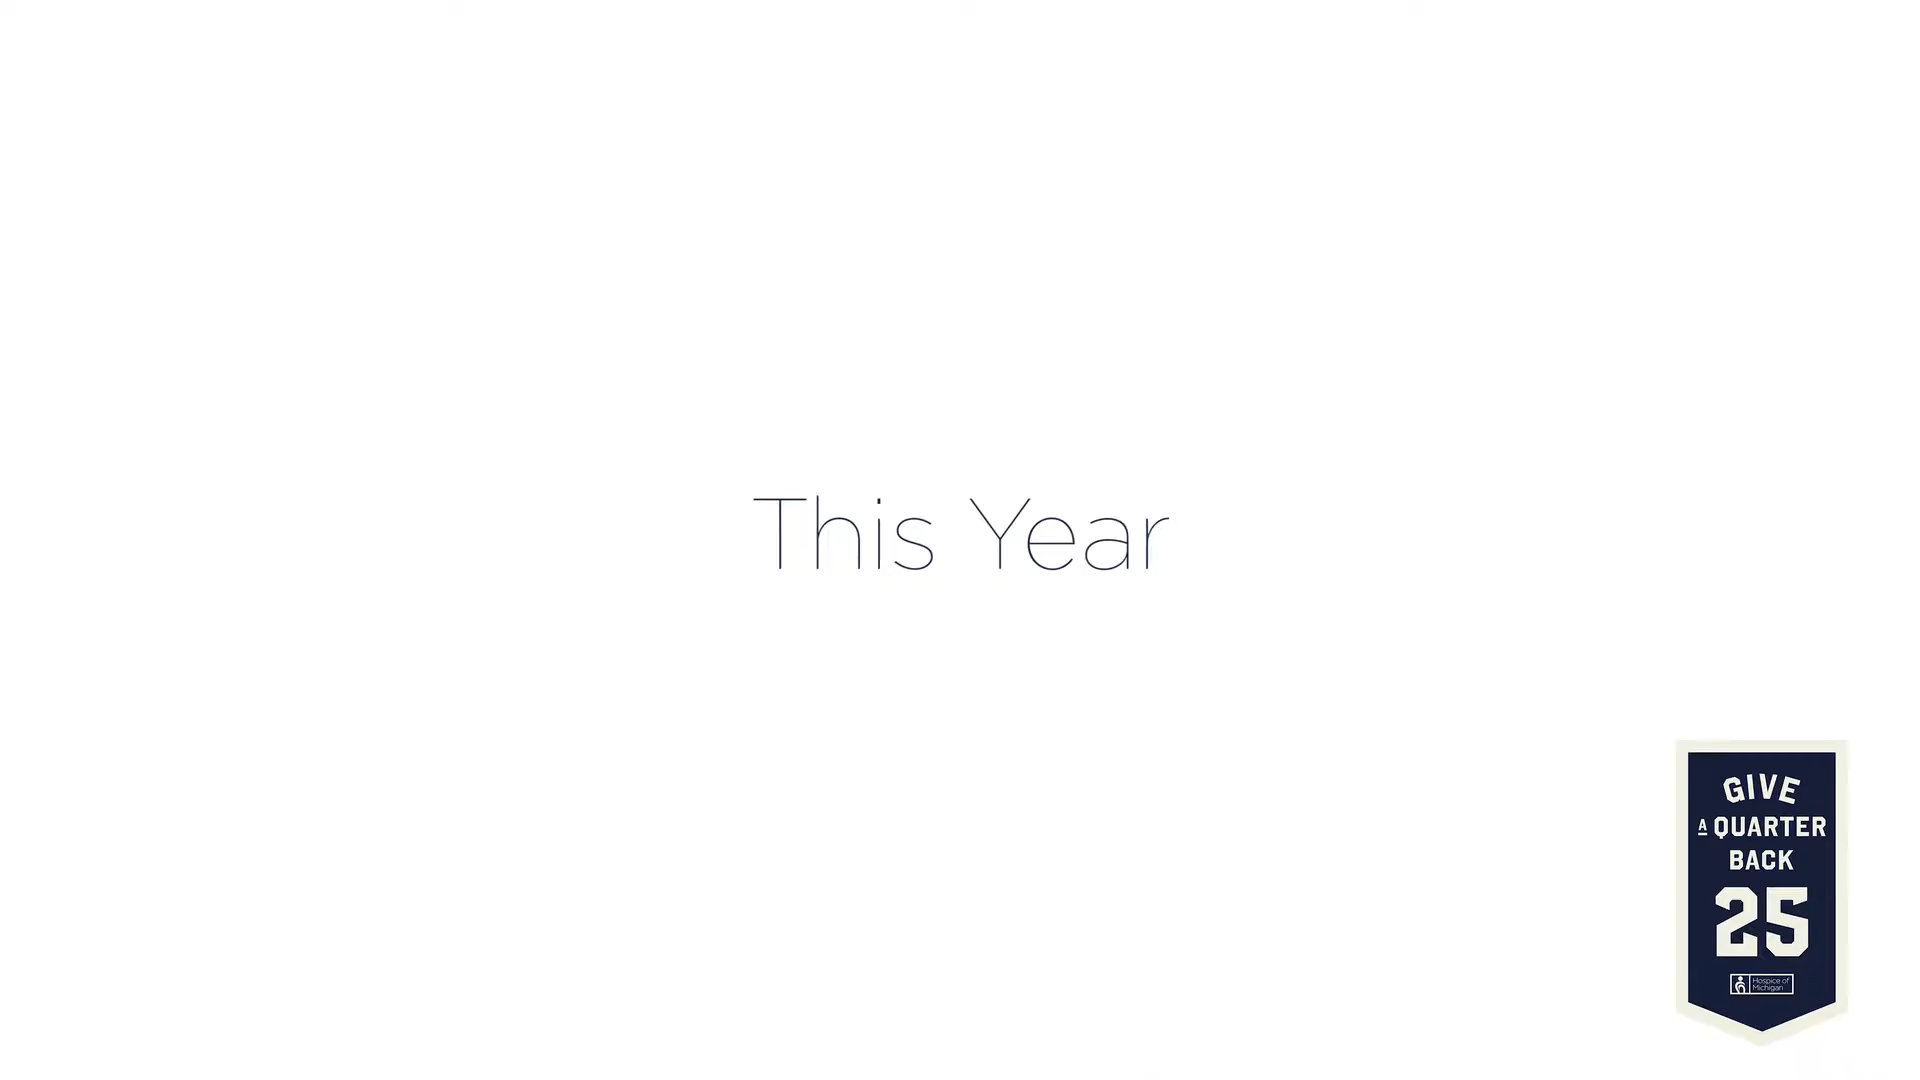 This Year
GIVE
A QUARTER
BACK
25
Hospice of
Michigan